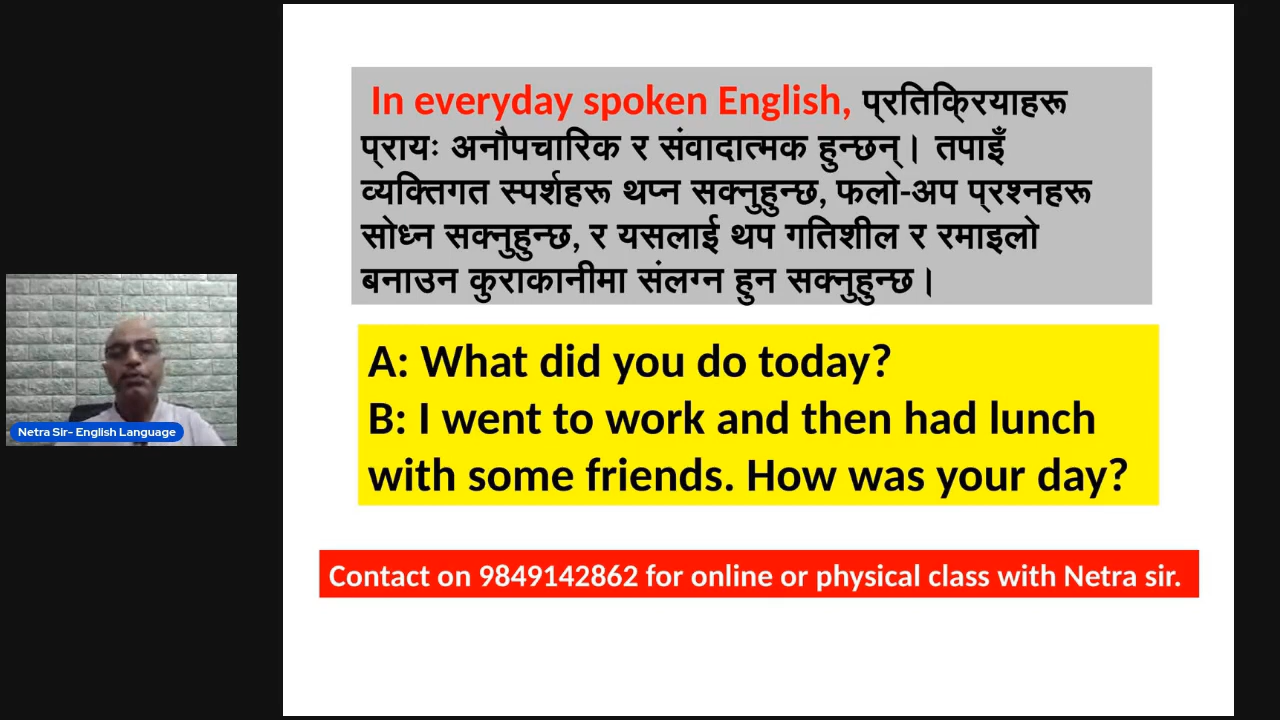 In everyday spoken English, प्रतिक्रियाहरू
प्रायः अनौपचारिक र संवादात्मक हुन्छन्। तपाइँ
व्यक्तिगत स्पर्शहरू थप्न सक्नुहुन्छ, फलो-अप प्रश्नहरू
सोध्न सक्नुहुन्छ, र यसलाई थप गतिशील र रमाइलो
बनाउन कुराकानीमा संलग्न हुन सक्नुहुन्छ।
A: What did you do today?
B: I went to work and then had lunch
with some friends. How was your day?
Netra Sir- English Language
Contact on 9849142862 for online or physical class with Netra sir.